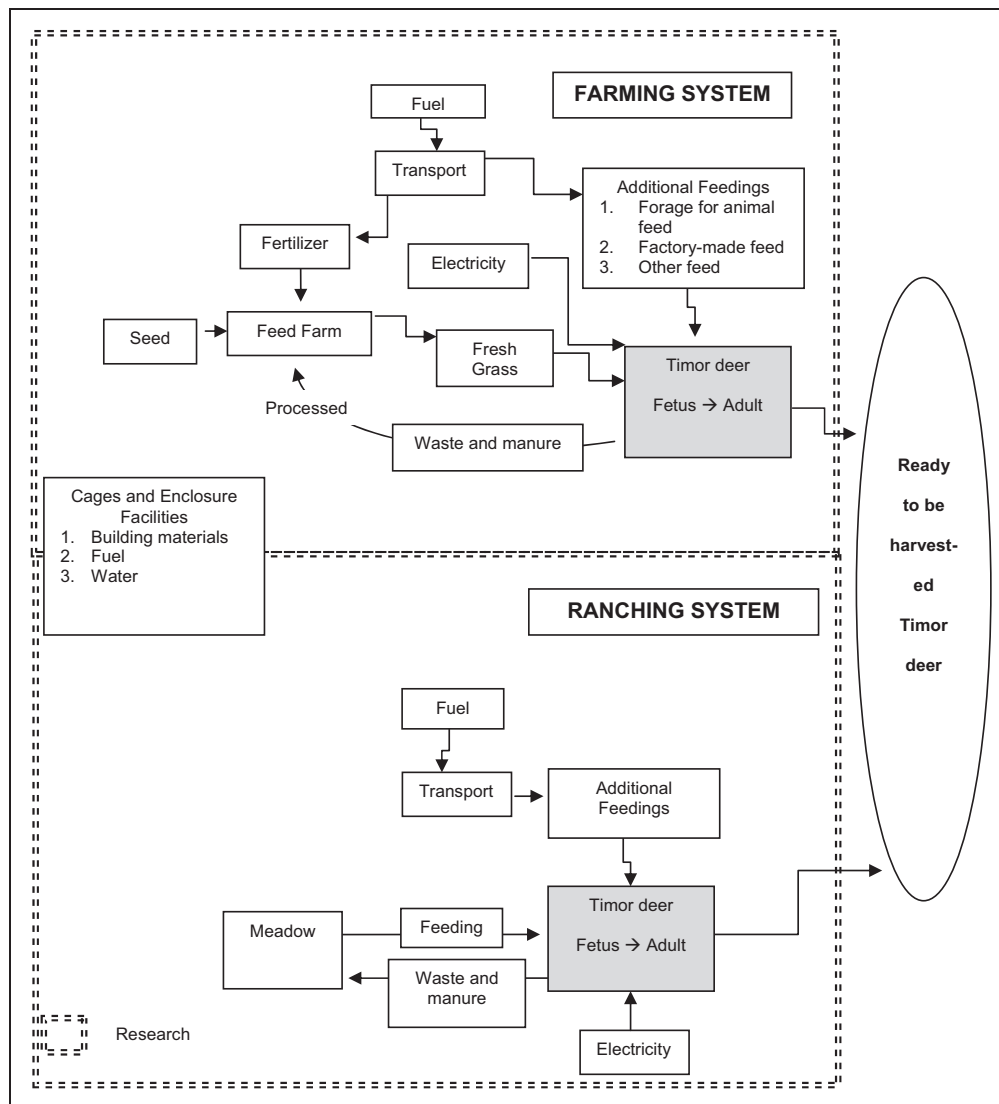 FARMING SYSTEM
Fuel
Transport
Additional Feedings
1. Forage for animal
feed
2. Factory-made feed
3. Other feed
Fertilizer
Electricity
Seed
Feed Farm
Fresh
Grass
Timor deer
Fetus → Adult
Processed
Waste and manure
Cages and Enclosure
Facilities
1. Building materials
2. Fuel
3. Water
Ready
to be
harvest-
ed
Timor
deer
RANCHING SYSTEM
Fuel
Transport
Additional
Feedings
Meadow
Feeding
Timor deer
Fetus → Adult
Waste and
manure
Electricity
Research